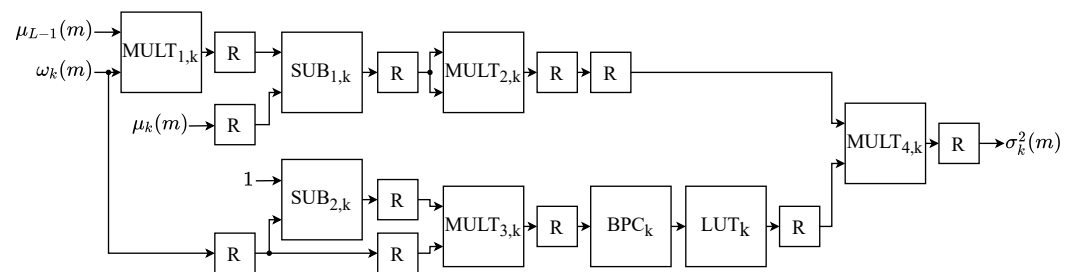 μ_{L−1}(m)
MULT_{1,k}
R
ω_k(m)
SUB_{1,k}
R
MULT_{2,k}
R
R
μ_k(m)
R
MULT_{4,k}
R
σ_k^2(m)
1
SUB_{2,k}
R
MULT_{3,k}
R
BPC_k
LUT_k
R
R
R